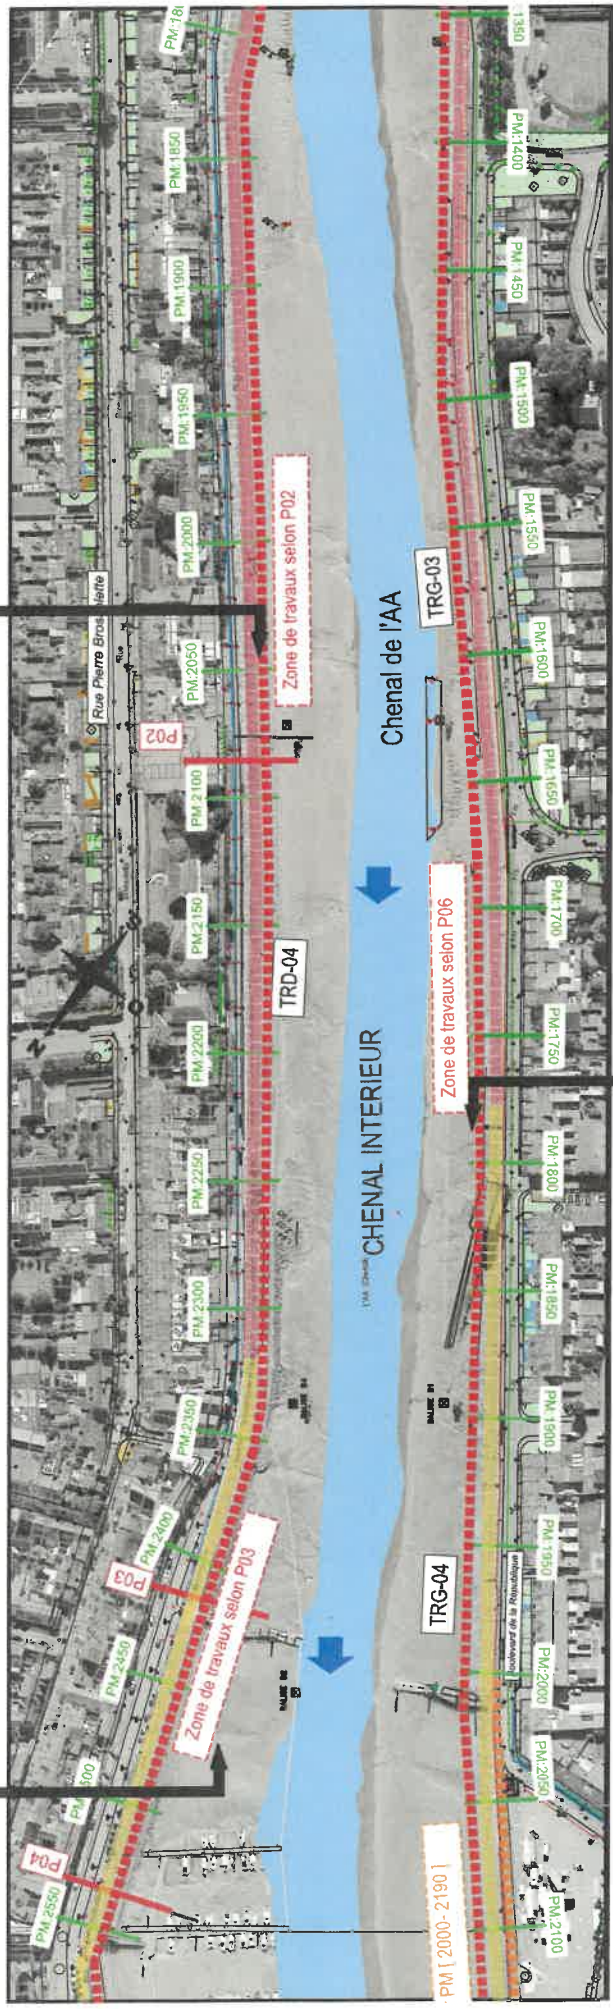 PM:1850
PM:1900
PM:1950
PM:2000
PM:2050
PM 2100
PM:2150
PM:2200
PM:2250
PM:2300
PM:2350
PM:2400
PM:2450
PM:2550
Rue Pierre Brossolette
Rue
P02
P03
P04
N
O
Zone de travaux selon P02
TRD-04
Zone de travaux selon P03
Chenal de l'AA
CHENAL INTERIEUR
BALISE
BALISE
BALISE
TRG-03
Zone de travaux selon P06
TRG-04
PM [ 2000 - 2190 ]
Boulevard de la République
1350
PM:1400
PM:1450
PM:1500
PM:1550
PM:1600
PM:1650
PM:1700
PM:1750
PM:1800
PM:1850
PM:1900
PM:1950
PM:2000
PM:2050
PM:2100